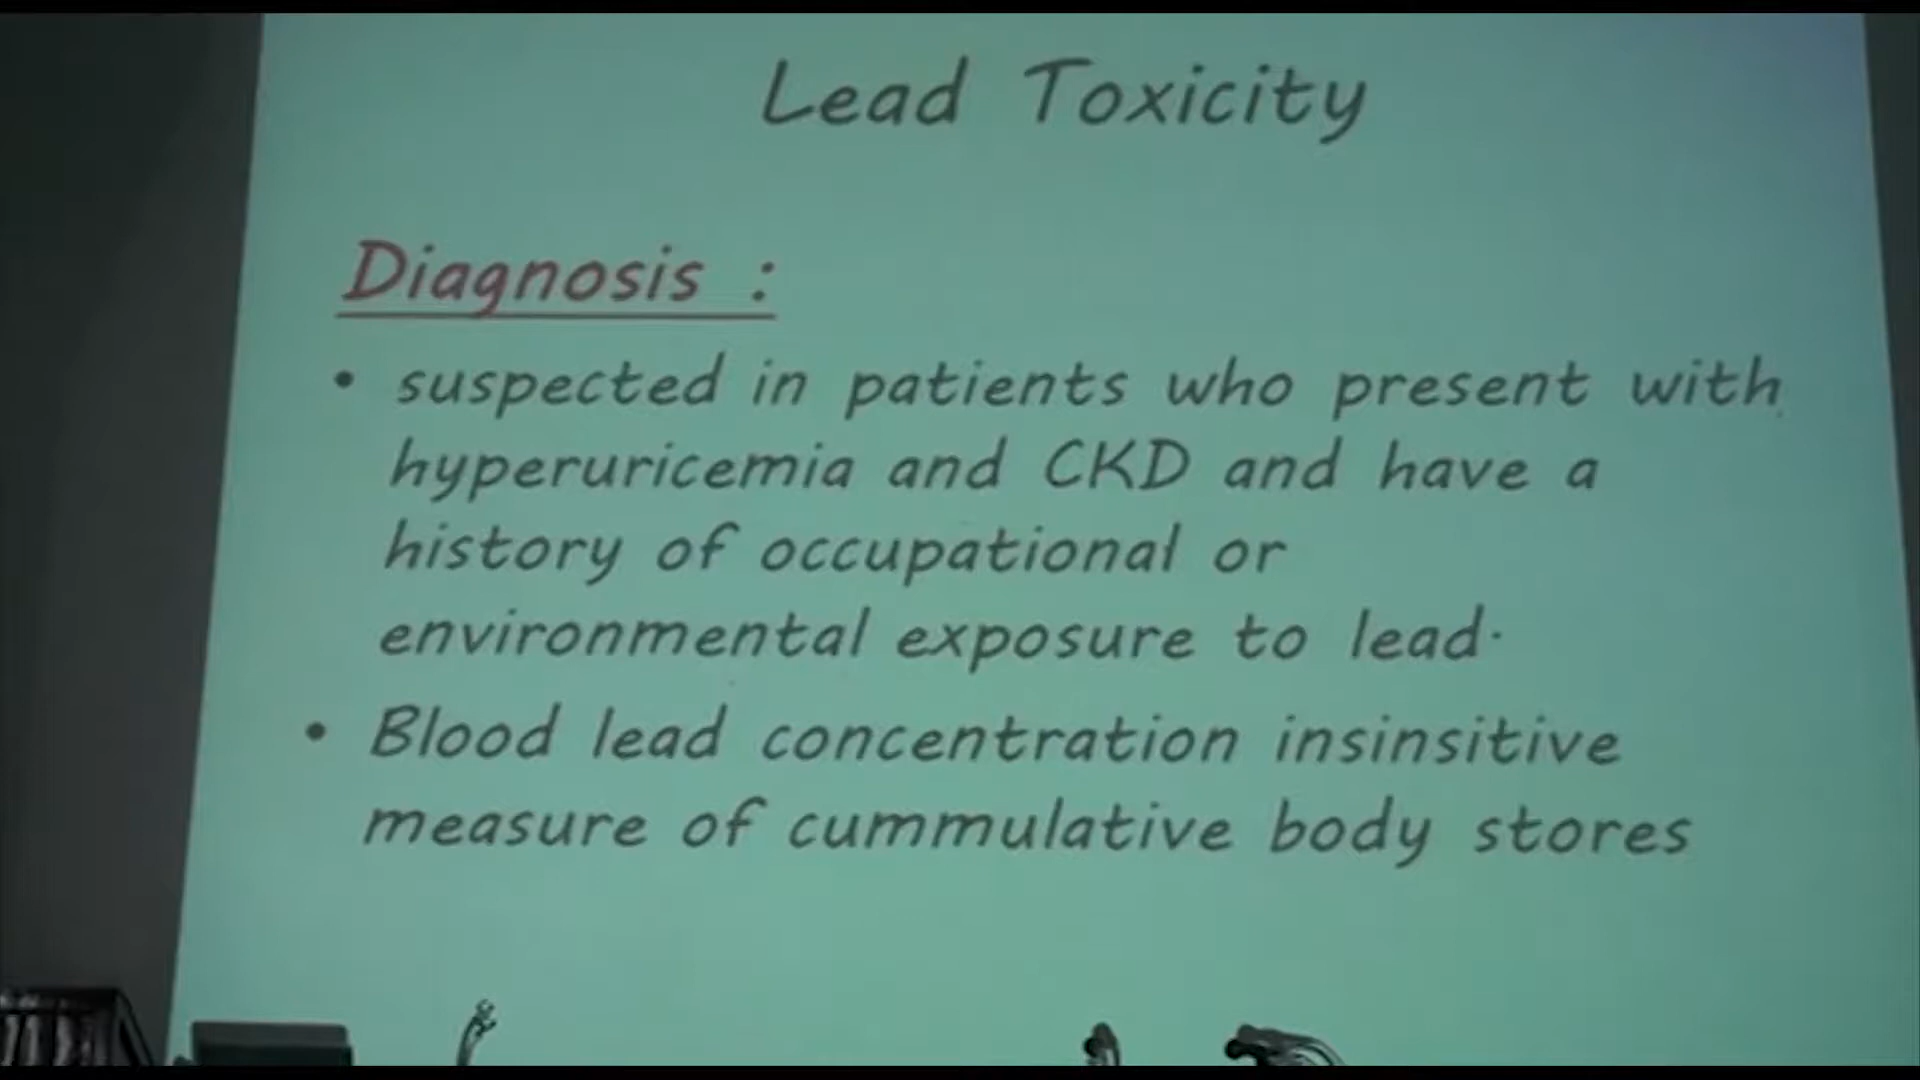 Lead Toxicity
Diagnosis :
• suspected in patients who present with
hyperuricemia and CKD and have a
history of occupational or
environmental exposure to lead.
• Blood lead concentration insinsitive
measure of cummulative body stores